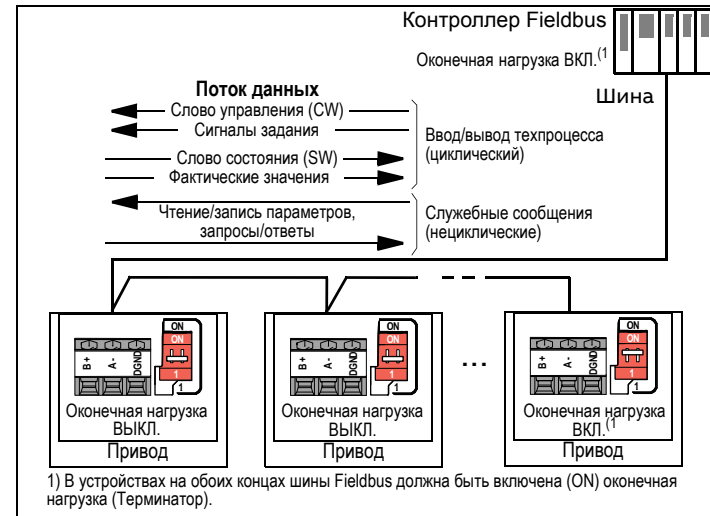 Контроллер Fieldbus
Оконечная нагрузка ВКЛ.(1
Шина
Поток данных
Слово управления (CW)
Сигналы задания
Слово состояния (SW)
Фактические значения
Ввод/вывод техпроцесса
(циклический)
Чтение/запись параметров,
запросы/ответы
Служебные сообщения
(нециклические)
B+
A-
DGND
ON
ON
1
1
Оконечная нагрузка
ВЫКЛ.
Привод
B+
A-
DGND
ON
ON
1
1
Оконечная нагрузка
ВЫКЛ.
Привод
...
B+
A-
DGND
ON
ON
1
1
Оконечная нагрузка
ВКЛ.(1
Привод
1) В устройствах на обоих концах шины Fieldbus должна быть включена (ON) оконечная
нагрузка (Терминатор).